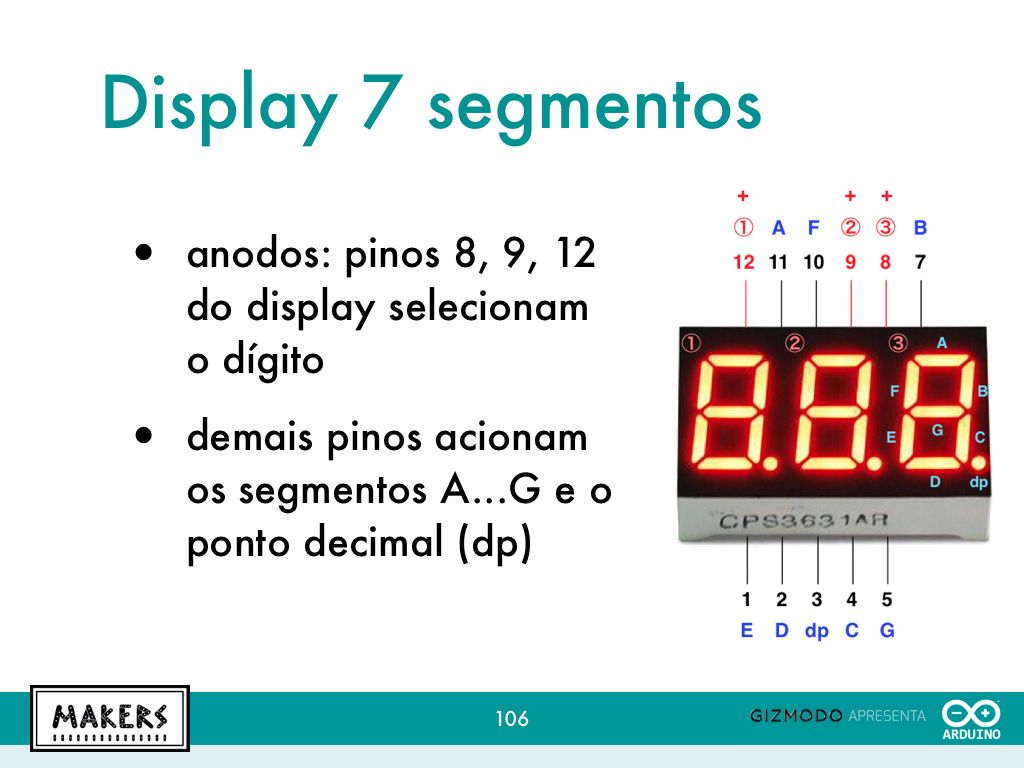 Display 7 segmentos
• anodos: pinos 8, 9, 12
do display selecionam
o dígito
• demais pinos acionam
os segmentos A...G e o
ponto decimal (dp)
+ + +
① A F ② ③ B
12 11 10 9 8 7
① ② ③ A
F B
G
E C
D dp
CPS3631AR
1 2 3 4 5
E D dp C G
MAKERS
106
GIZMODO APRESENTA
ARDUINO